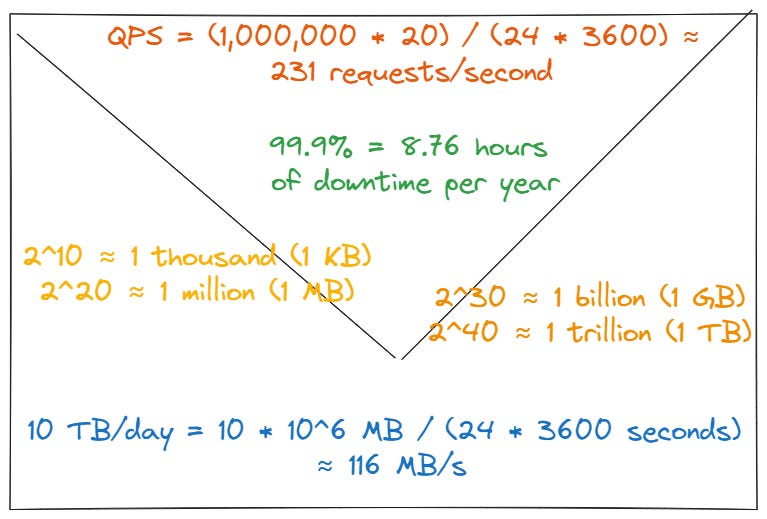 QPS = (1,000,000 * 20) / (24 * 3600) ≈
231 requests/second
99.9% = 8.76 hours
of downtime per year
2^10 ≈ 1 thousand (1 KB)
2^20 ≈ 1 million (1 MB)
2^30 ≈ 1 billion (1 GB)
2^40 ≈ 1 trillion (1 TB)
10 TB/day = 10 * 10^6 MB / (24 * 3600 seconds)
≈ 116 MB/s